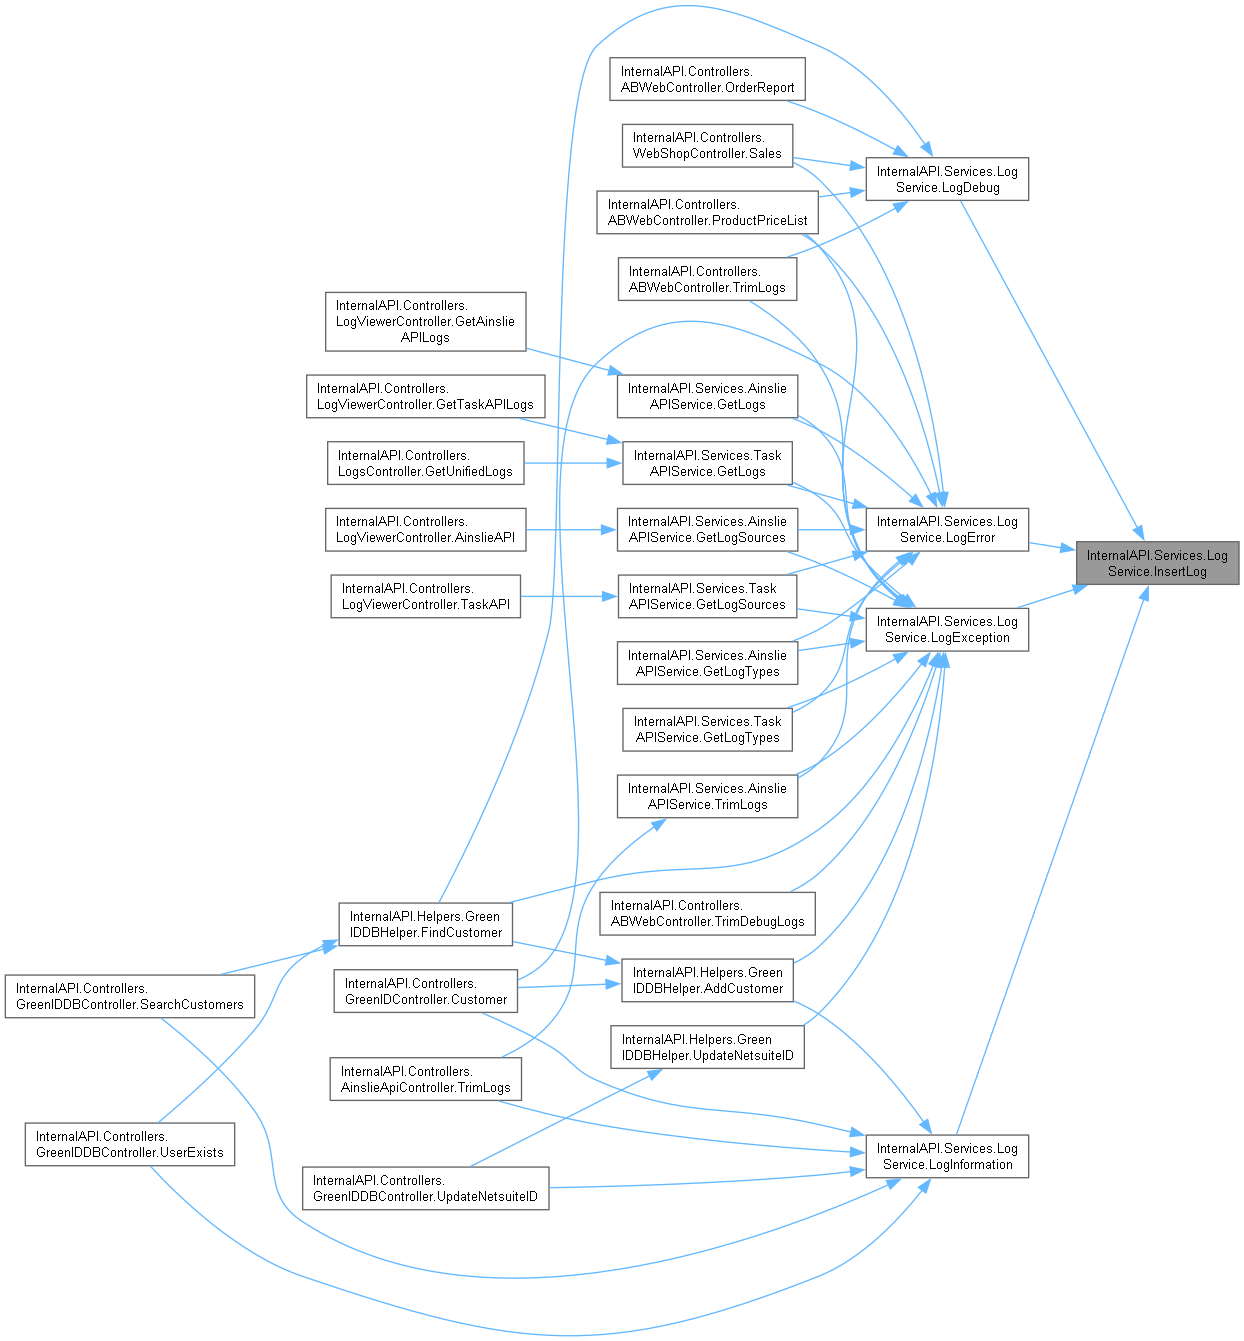 InternalAPI.Controllers.
ABWebController.OrderReport
InternalAPI.Controllers.
WebShopController.Sales
InternalAPI.Services.Log
Service.LogDebug
InternalAPI.Controllers.
ABWebController.ProductPriceList
InternalAPI.Controllers.
ABWebController.TrimLogs
InternalAPI.Controllers.
LogViewerController.GetAinslie
APILogs
InternalAPI.Controllers.
LogViewerController.GetTaskAPILogs
InternalAPI.Services.Ainslie
APIService.GetLogs
InternalAPI.Controllers.
LogsController.GetUnifiedLogs
InternalAPI.Services.Task
APIService.GetLogs
InternalAPI.Controllers.
LogViewerController.AinslieAPI
InternalAPI.Services.Ainslie
APIService.GetLogSources
InternalAPI.Services.Log
Service.LogError
InternalAPI.Services.Log
Service.InsertLog
InternalAPI.Controllers.
LogViewerController.TaskAPI
InternalAPI.Services.Task
APIService.GetLogSources
InternalAPI.Services.Log
Service.LogException
InternalAPI.Services.Ainslie
APIService.GetLogTypes
InternalAPI.Services.Task
APIService.GetLogTypes
InternalAPI.Services.Ainslie
APIService.TrimLogs
InternalAPI.Controllers.
ABWebController.TrimDebugLogs
InternalAPI.Helpers.Green
IDDBHelper.FindCustomer
InternalAPI.Controllers.
GreenIDDBController.SearchCustomers
InternalAPI.Controllers.
GreenIDController.Customer
InternalAPI.Helpers.Green
IDDBHelper.AddCustomer
InternalAPI.Helpers.Green
IDDBHelper.UpdateNetsuiteID
InternalAPI.Controllers.
AinslieApiController.TrimLogs
InternalAPI.Controllers.
GreenIDDBController.UserExists
InternalAPI.Services.Log
Service.LogInformation
InternalAPI.Controllers.
GreenIDDBController.UpdateNetsuiteID